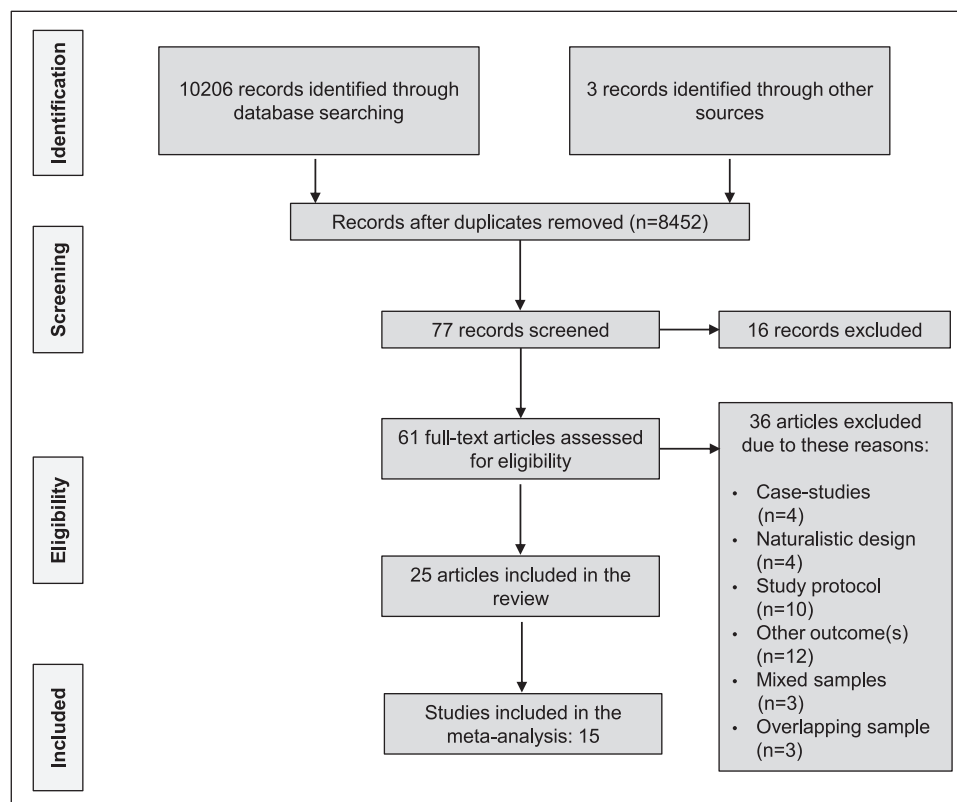 Identification
10206 records identified through
database searching
3 records identified through other
sources
Records after duplicates removed (n=8452)
Screening
77 records screened
16 records excluded
Eligibility
61 full-text articles assessed
for eligibility
36 articles excluded
due to these reasons:
• Case-studies
(n=4)
• Naturalistic design
(n=4)
• Study protocol
(n=10)
• Other outcome(s)
(n=12)
• Mixed samples
(n=3)
• Overlapping sample
(n=3)
25 articles included in the
review
Included
Studies included in the
meta-analysis: 15